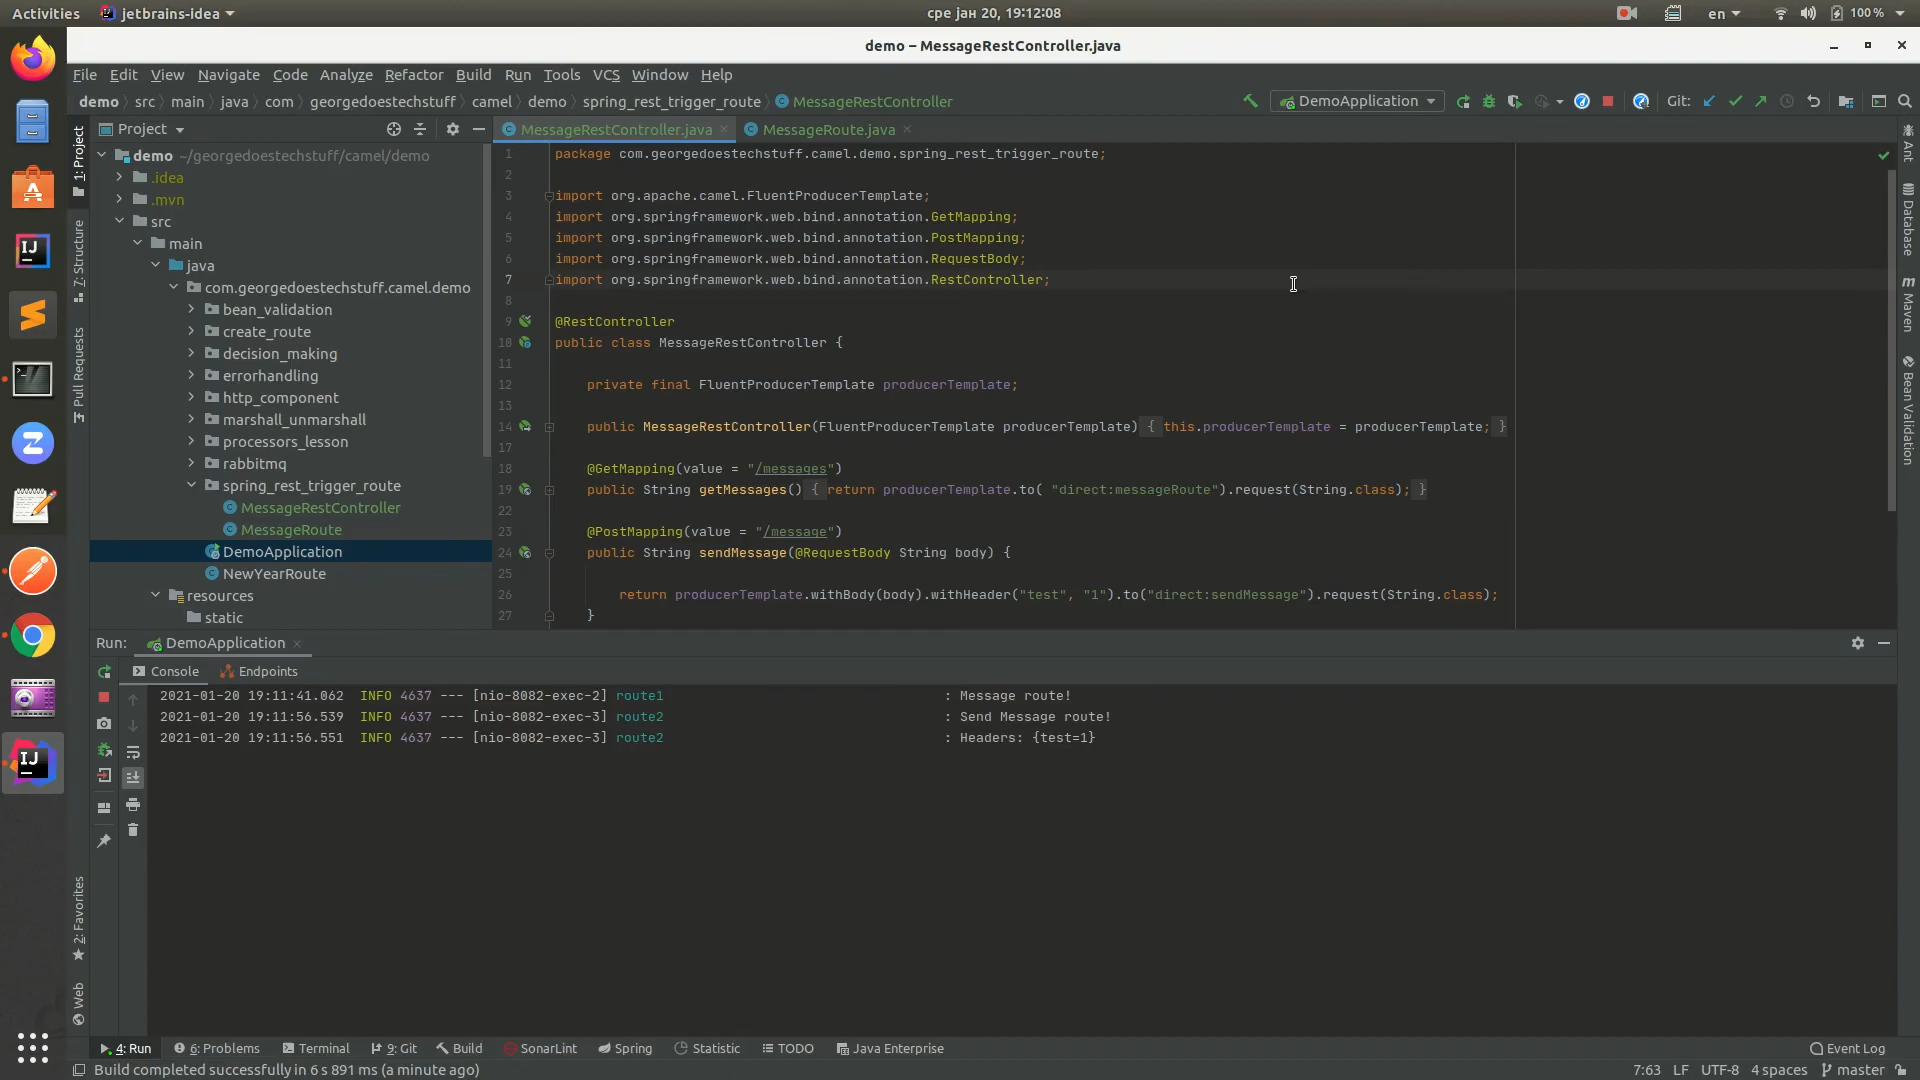 Activities jetbrains-idea сре јан 20, 19:12:08 en 100 %
demo – MessageRestController.java
File Edit View Navigate Code Analyze Refactor Build Run Tools VCS Window Help
demo src main java com georgedoestechstuff camel demo spring_rest_trigger_route MessageRestController DemoApplication Git:
Project
MessageRestController.java MessageRoute.java
1: Project
7: Structure
Pull Requests
2: Favorites
Web
demo ~/georgedoestechstuff/camel/demo
.idea
.mvn
src
main
java
com.georgedoestechstuff.camel.demo
bean_validation
create_route
decision_making
errorhandling
http_component
marshall_unmarshall
processors_lesson
rabbitmq
spring_rest_trigger_route
MessageRestController
MessageRoute
DemoApplication
NewYearRoute
resources
static
1 package com.georgedoestechstuff.camel.demo.spring_rest_trigger_route;
2
3 import org.apache.camel.FluentProducerTemplate;
4 import org.springframework.web.bind.annotation.GetMapping;
5 import org.springframework.web.bind.annotation.PostMapping;
6 import org.springframework.web.bind.annotation.RequestBody;
7 import org.springframework.web.bind.annotation.RestController;
8
9 @RestController
10 public class MessageRestController {
11
12 private final FluentProducerTemplate producerTemplate;
13
14 public MessageRestController(FluentProducerTemplate producerTemplate) { this.producerTemplate = producerTemplate; }
17
18 @GetMapping(value = "/messages")
19 public String getMessages() { return producerTemplate.to( "direct:messageRoute").request(String.class); }
22
23 @PostMapping(value = "/message")
24 public String sendMessage(@RequestBody String body) {
25
26 return producerTemplate.withBody(body).withHeader("test", "1").to("direct:sendMessage").request(String.class);
27 }
Ant
Database
Maven
Bean Validation
Run: DemoApplication
Console Endpoints
2021-01-20 19:11:41.062 INFO 4637 --- [nio-8082-exec-2] route1 : Message route!
2021-01-20 19:11:56.539 INFO 4637 --- [nio-8082-exec-3] route2 : Send Message route!
2021-01-20 19:11:56.551 INFO 4637 --- [nio-8082-exec-3] route2 : Headers: {test=1}
4: Run 6: Problems Terminal 9: Git Build SonarLint Spring Statistic TODO Java Enterprise Event Log
Build completed successfully in 6 s 891 ms (a minute ago) 7:63 LF UTF-8 4 spaces master